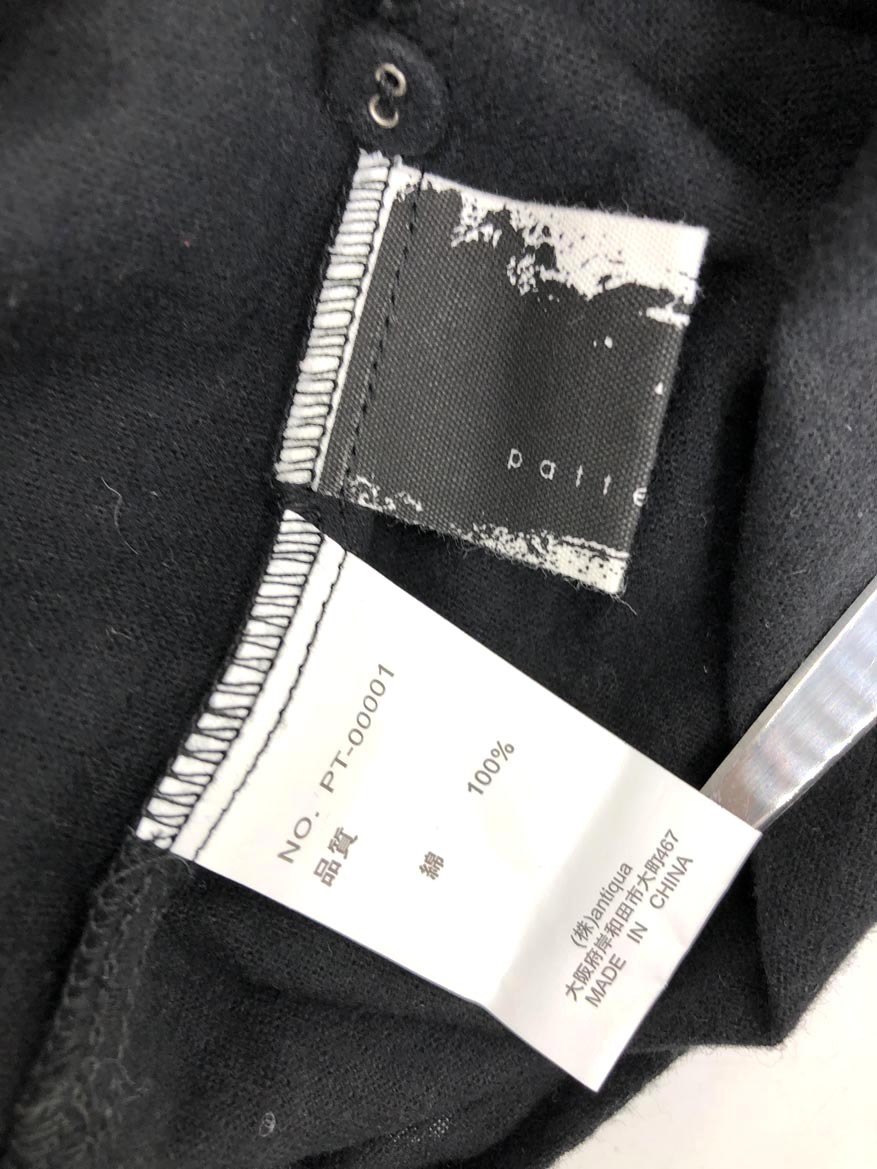 patte
NO. PT-00001
品質
綿 100%
(株)antiqua
大阪府岸和田市大町467
MADE IN CHINA